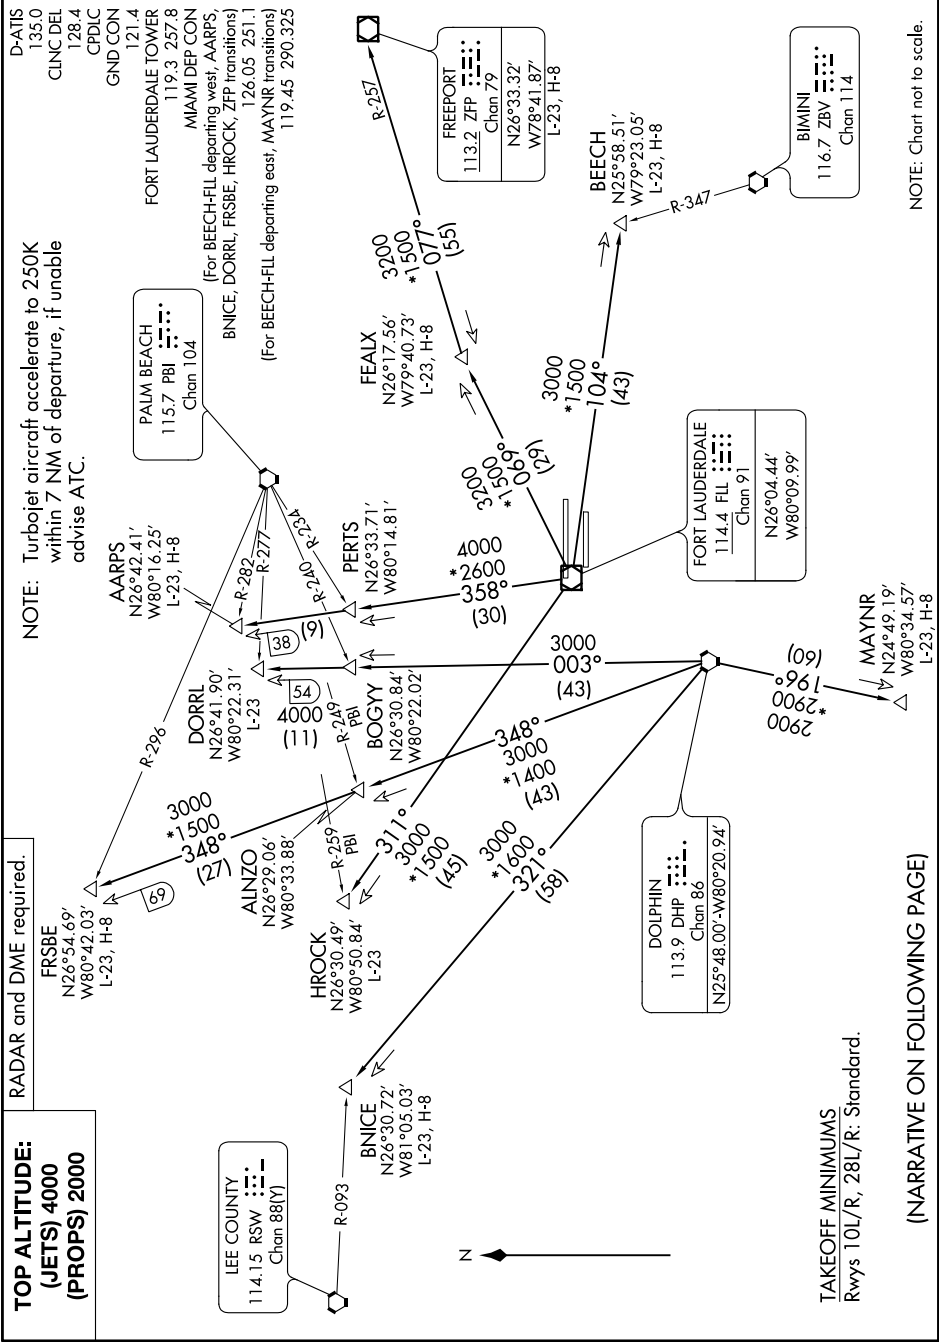 TOP ALTITUDE:
(JETS) 4000
(PROPS) 2000
RADAR and DME required.
NOTE: Turbojet aircraft accelerate to 250K
within 7 NM of departure, if unable
advise ATC.
D-ATIS
135.0
CLNC DEL
128.4
CPDLC
GND CON
121.4
FORT LAUDERDALE TOWER
119.3 257.8
MIAMI DEP CON
(For BEECH-FLL departing west, AARPS,
BNICE, DORRL, FRSBE, HROCK, ZFP transitions)
126.05 251.1
(For BEECH-FLL departing east, MAYNR transitions)
119.45 290.325
FRSBE
N26°54.69'
W80°42.03'
L-23, H-8
69
R-296
3000
*1500
348°
(27)
AARPS
N26°42.41'
W80°16.25'
L-23, H-8
PALM BEACH
115.7 PBI
Chan 104
R-282
R-277
R-240
R-234
38
(9)
DORRL
N26°41.90'
W80°22.31'
L-23
54
4000
(11)
PERTS
N26°33.71'
W80°14.81'
BOGYY
N26°30.84'
W80°22.02'
R-249
PBI
ALNZO
N26°29.06'
W80°33.88'
R-259
PBI
HROCK
N26°30.49'
W80°50.84'
L-23
LEE COUNTY
114.15 RSW
Chan 88(Y)
R-093
BNICE
N26°30.72'
W81°05.03'
L-23, H-8
FREEPORT
113.2 ZFP
Chan 79
N26°33.32'
W78°41.87'
L-23, H-8
R-257
3200
*1500
077°
(55)
FEALX
N26°17.56'
W79°40.73'
L-23, H-8
3200
*1500
069°
(29)
4000
*2600
358°
(30)
311°
3000
*1500
(45)
348°
3000
*1400
(43)
3000
003°
(43)
3000
*1600
321°
(58)
3000
*1500
104°
(43)
BEECH
N25°58.51'
W79°23.05'
L-23, H-8
R-347
BIMINI
116.7 ZBV
Chan 114
FORT LAUDERDALE
114.4 FLL
Chan 91
N26°04.44'
W80°09.99'
DOLPHIN
113.9 DHP
Chan 86
N25°48.00'-W80°20.94'
2900
*2900
196°
(60)
MAYNR
N24°49.19'
W80°34.57'
L-23, H-8
N
TAKEOFF MINIMUMS
Rwys 10L/R, 28L/R: Standard.
(NARRATIVE ON FOLLOWING PAGE)
NOTE: Chart not to scale.